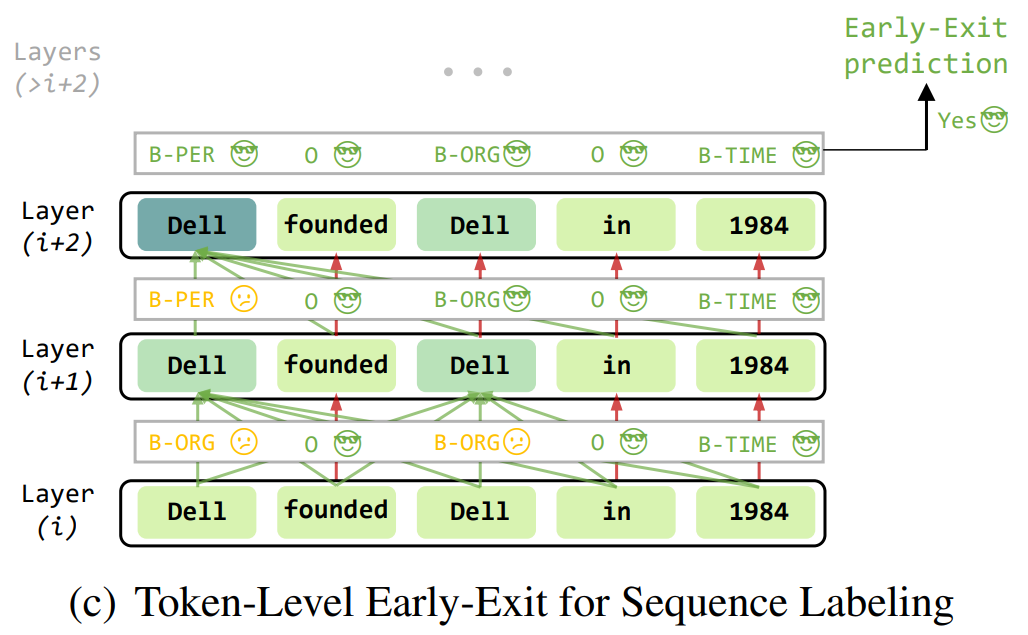 Layers
(>i+2)
Early-Exit
prediction
Yes
B-PER O B-ORG O B-TIME
Layer
(i+2)
Dell founded Dell in 1984
B-PER O B-ORG O B-TIME
Layer
(i+1)
Dell founded Dell in 1984
B-ORG O B-ORG O B-TIME
Layer
(i)
Dell founded Dell in 1984
(c) Token-Level Early-Exit for Sequence Labeling